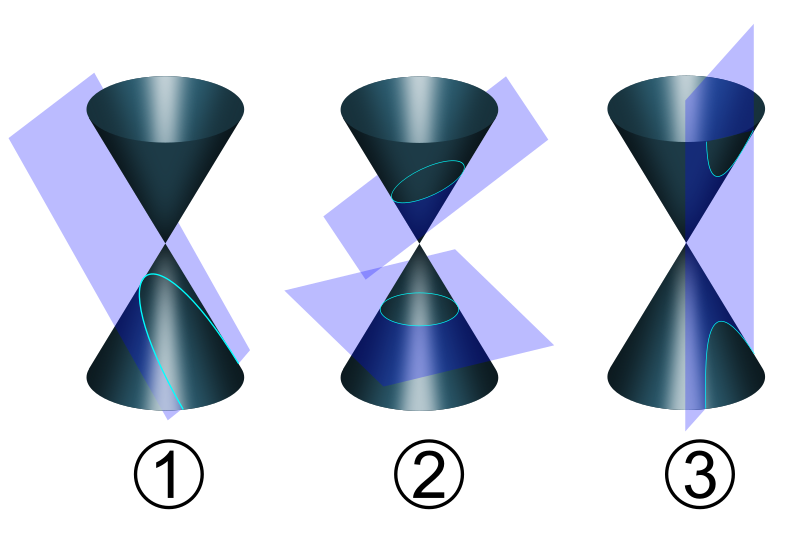 ① ② ③